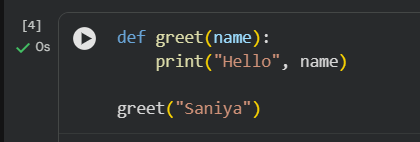 [4]
0s
def greet(name):
    print("Hello", name)
greet("Saniya")